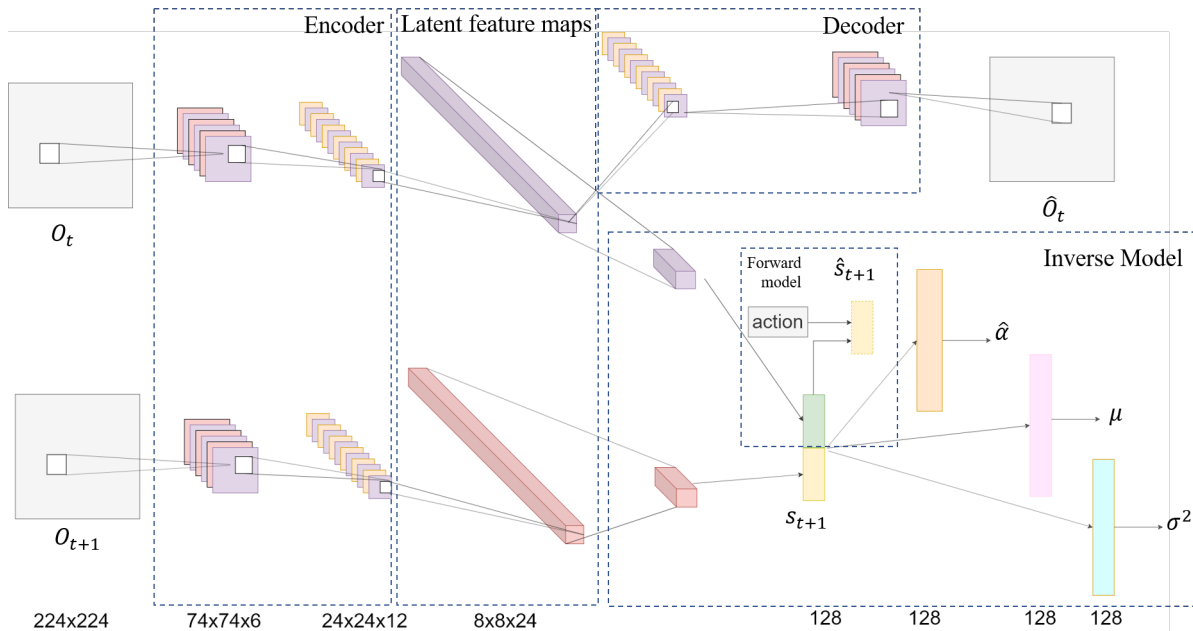 Encoder
Latent feature maps
Decoder
O_t
Ô_t
Inverse Model
Forward
model
ŝ_{t+1}
action
α̂
μ
O_{t+1}
s_{t+1}
σ²
224x224
74x74x6
24x24x12
8x8x24
128
128
128
128